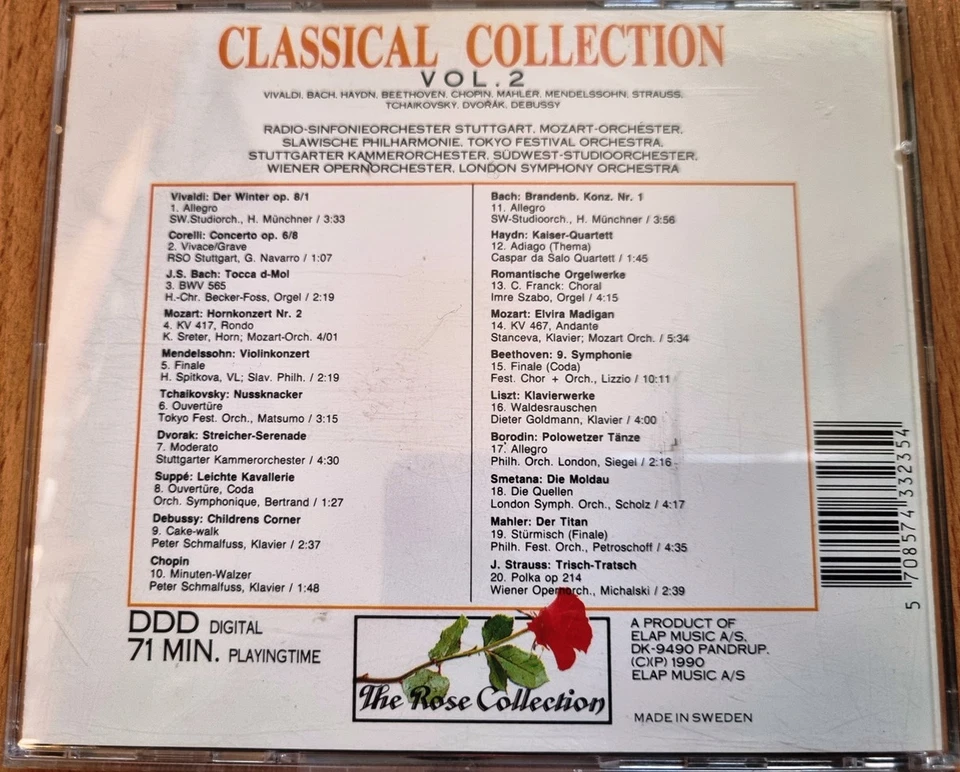 CLASSICAL COLLECTION
VOL. 2
VIVALDI, BACH, HAYDN, BEETHOVEN, CHOPIN, MAHLER, MENDELSSOHN, STRAUSS,
TCHAIKOVSKY, DVOŘÁK, DEBUSSY
RADIO-SINFONIEORCHESTER STUTTGART, MOZART-ORCHESTER,
SLAWISCHE PHILHARMONIE, TOKYO FESTIVAL ORCHESTRA,
STUTTGARTER KAMMERORCHESTER, SÜDWEST-STUDIOORCHESTER,
WIENER OPERNORCHESTER, LONDON SYMPHONY ORCHESTRA
Vivaldi: Der Winter op. 8/1
1. Allegro
SW.Studiorch., H. Münchner / 3:33
Corelli: Concerto op. 6/8
2. Vivace/Grave
RSO Stuttgart, G. Navarro / 1:07
J.S. Bach: Tocca d-Mol
3. BWV 565
H.-Chr. Becker-Foss, Orgel / 2:19
Mozart: Hornkonzert Nr. 2
4. KV 417, Rondo
K. Sreter, Horn; Mozart-Orch. 4/01
Mendelssohn: Violinkonzert
5. Finale
H. Spitkova, VL; Slav. Philh. / 2:19
Tchaikovsky: Nussknacker
6. Ouvertüre
Tokyo Fest. Orch., Matsumo / 3:15
Dvorak: Streicher-Serenade
7. Moderato
Stuttgarter Kammerorchester / 4:30
Suppé: Leichte Kavallerie
8. Ouvertüre, Coda
Orch. Symphonique, Bertrand / 1:27
Debussy: Childrens Corner
9. Cake-walk
Peter Schmalfuss, Klavier / 2:37
Chopin
10. Minuten-Walzer
Peter Schmalfuss, Klavier / 1:48
Bach: Brandenb. Konz. Nr. 1
11. Allegro
SW-Studioorch., H. Münchner / 3:56
Haydn: Kaiser-Quartett
12. Adiago (Thema)
Caspar da Salo Quartett / 1:45
Romantische Orgelwerke
13. C. Franck: Choral
Imre Szabo, Orgel / 4:15
Mozart: Elvira Madigan
14. KV 467, Andante
Stanceva, Klavier; Mozart Orch. / 5:34
Beethoven: 9. Symphonie
15. Finale (Coda)
Fest. Chor + Orch., Lizzio / 10:11
Liszt: Klavierwerke
16. Waldesrauschen
Dieter Goldmann, Klavier / 4:00
Borodin: Polowetzer Tänze
17. Allegro
Philh. Orch. London, Siegel / 2:16
Smetana: Die Moldau
18. Die Quellen
London Symph. Orch., Scholz / 4:17
Mahler: Der Titan
19. Stürmisch (Finale)
Philh. Fest. Orch., Petroschoff / 4:35
J. Strauss: Trisch-Tratsch
20. Polka op 214
Wiener Opernorch., Michalski / 2:39
DDD DIGITAL
71 MIN. PLAYINGTIME
The Rose Collection
A PRODUCT OF
ELAP MUSIC A/S,
DK-9490 PANDRUP.
(C)(P) 1990
ELAP MUSIC A/S
MADE IN SWEDEN
5 708574 332354